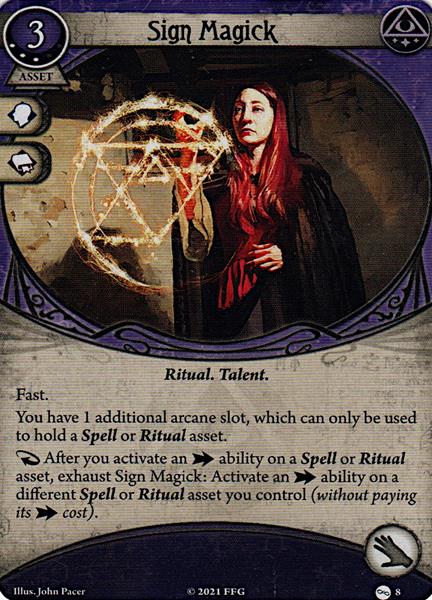 3
Sign Magick
ASSET
Ritual. Talent.
Fast.
You have 1 additional arcane slot, which can only be used
to hold a Spell or Ritual asset.
After you activate an ability on a Spell or Ritual
asset, exhaust Sign Magick: Activate an ability on a
different Spell or Ritual asset you control (without paying
its cost).
Illus. John Pacer
© 2021 FFG
8